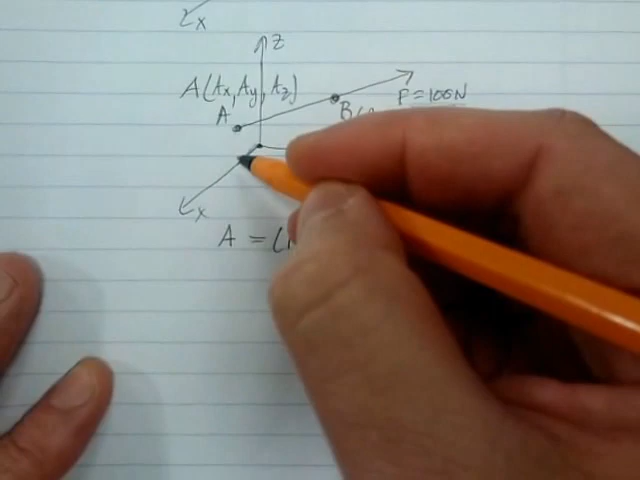 x
z
A(Ax, Ay, Az)
F = 100N
A
B(
x
A = (